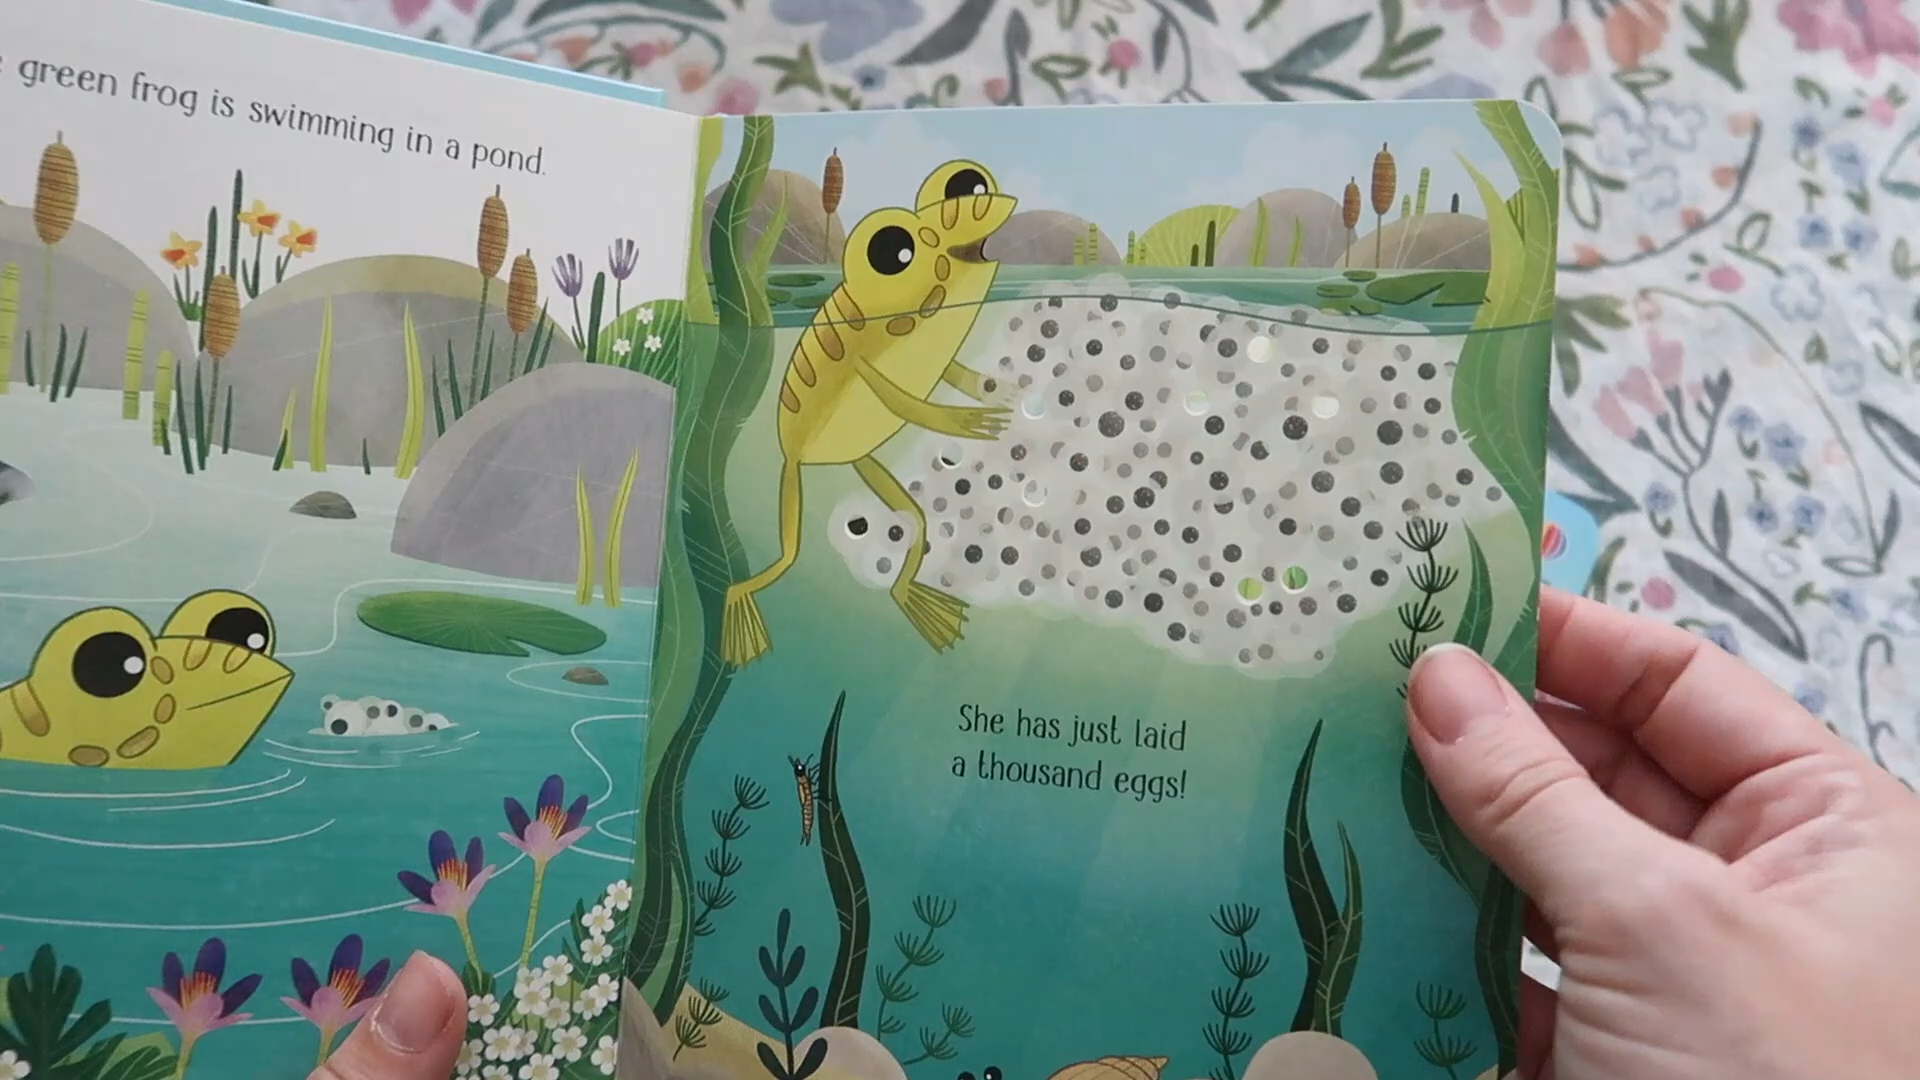 green frog is swimming in a pond.
She has just laid
a thousand eggs!